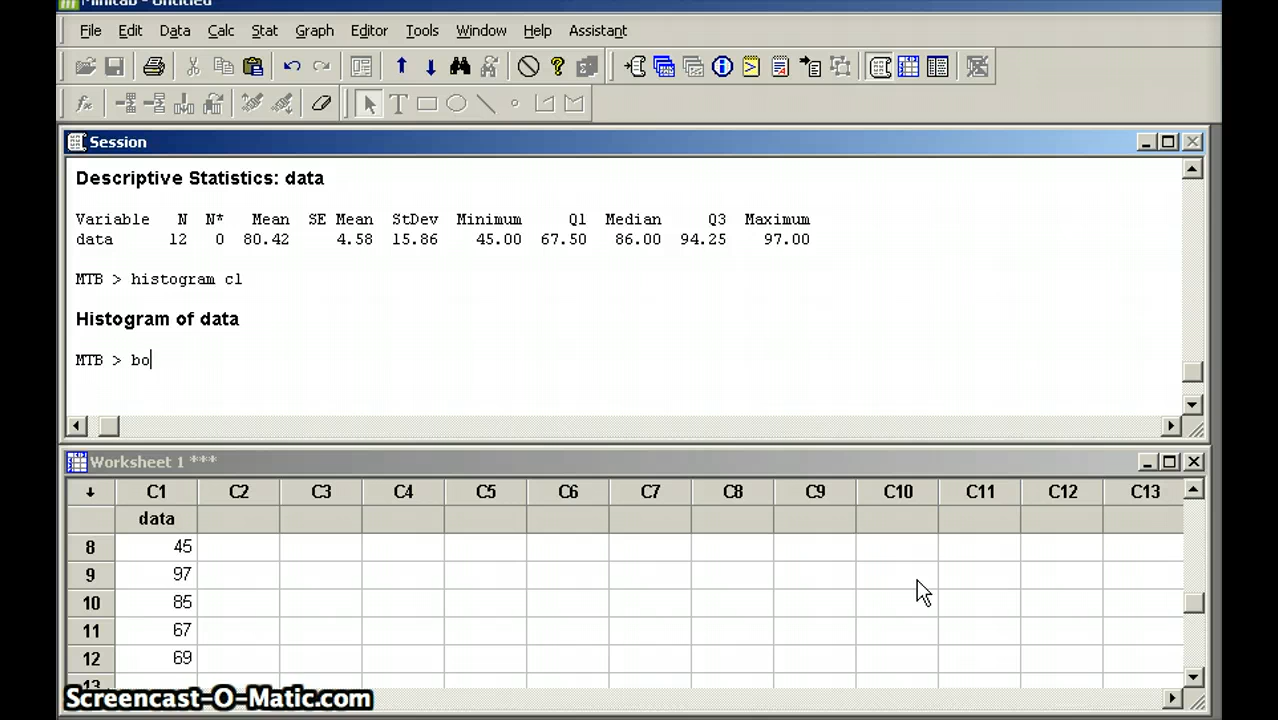 Minitab - Untitled
File Edit Data Calc Stat Graph Editor Tools Window Help Assistant
Session
Descriptive Statistics: data
Variable N N* Mean SE Mean StDev Minimum Q1 Median Q3 Maximum
data 12 0 80.42 4.58 15.86 45.00 67.50 86.00 94.25 97.00
MTB > histogram c1
Histogram of data
MTB > bo
Worksheet 1 ***
C1 C2 C3 C4 C5 C6 C7 C8 C9 C10 C11 C12 C13
data
8 45
9 97
10 85
11 67
12 69
13
Screencast-O-Matic.com